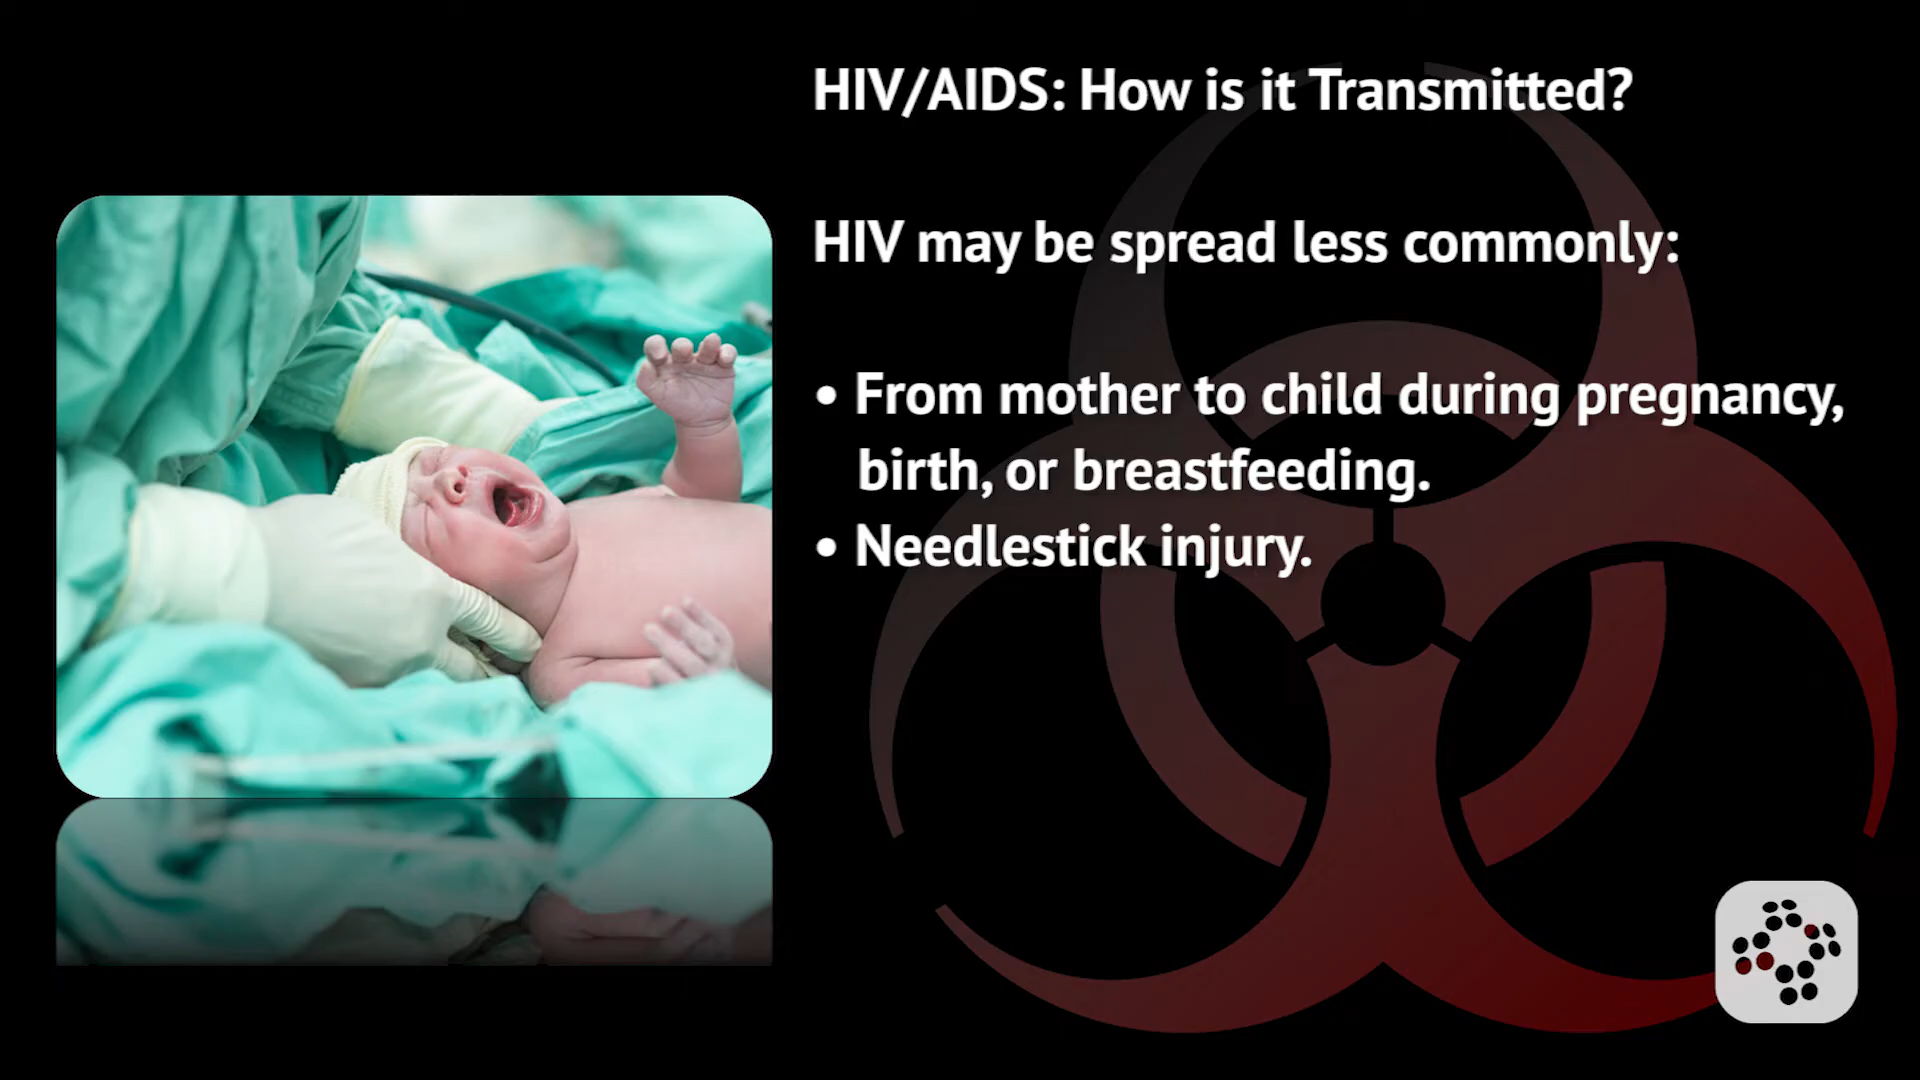 HIV/AIDS: How is it Transmitted?
HIV may be spread less commonly:
• From mother to child during pregnancy,
birth, or breastfeeding.
• Needlestick injury.